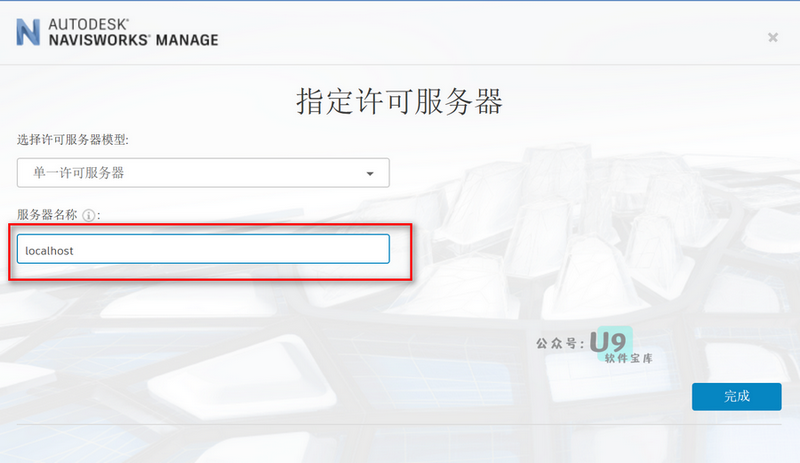 AUTODESK®
NAVISWORKS® MANAGE
指定许可服务器
选择许可服务器模型:
单一许可服务器
服务器名称 ⓘ:
localhost
公众号: U9
软件宝库
完成